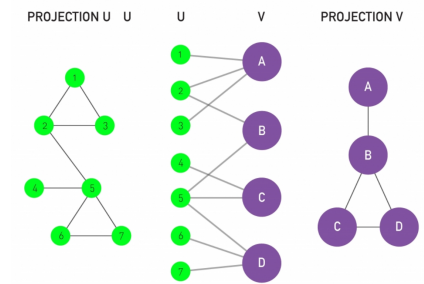 PROJECTION U U U V PROJECTION V
1 1 A A
2 3 2 B
3 B
4 5 4 C
5 C D
6 7 6 D
7